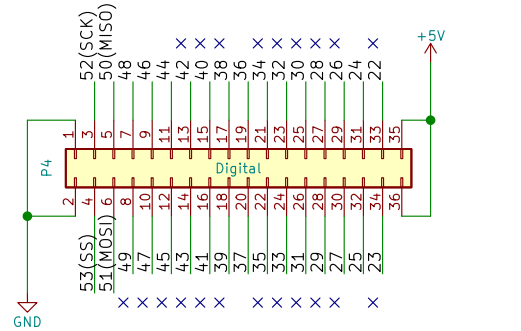 +5V
52(SCK) 50(MISO) 48 46 44 42 40 38 36 34 32 30 28 26 24 22
1 3 5 7 9 11 13 15 17 19 21 23 25 27 29 31 33 35
P4 Digital
2 4 6 8 10 12 14 16 18 20 22 24 26 28 30 32 34 36
53(SS) 51(MOSI) 49 47 45 43 41 39 37 35 33 31 29 27 25 23
GND